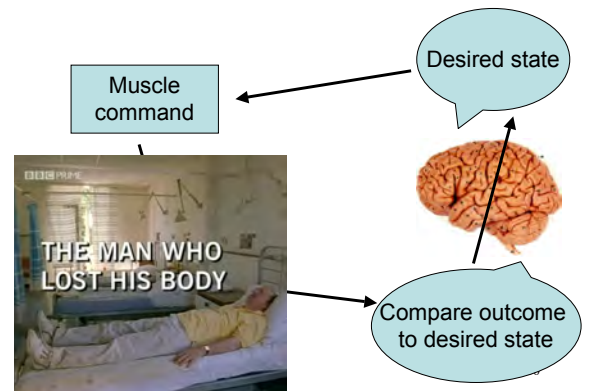 Desired state
Muscle
command
BBC PRIME
THE MAN WHO
LOST HIS BODY
Compare outcome
to desired state